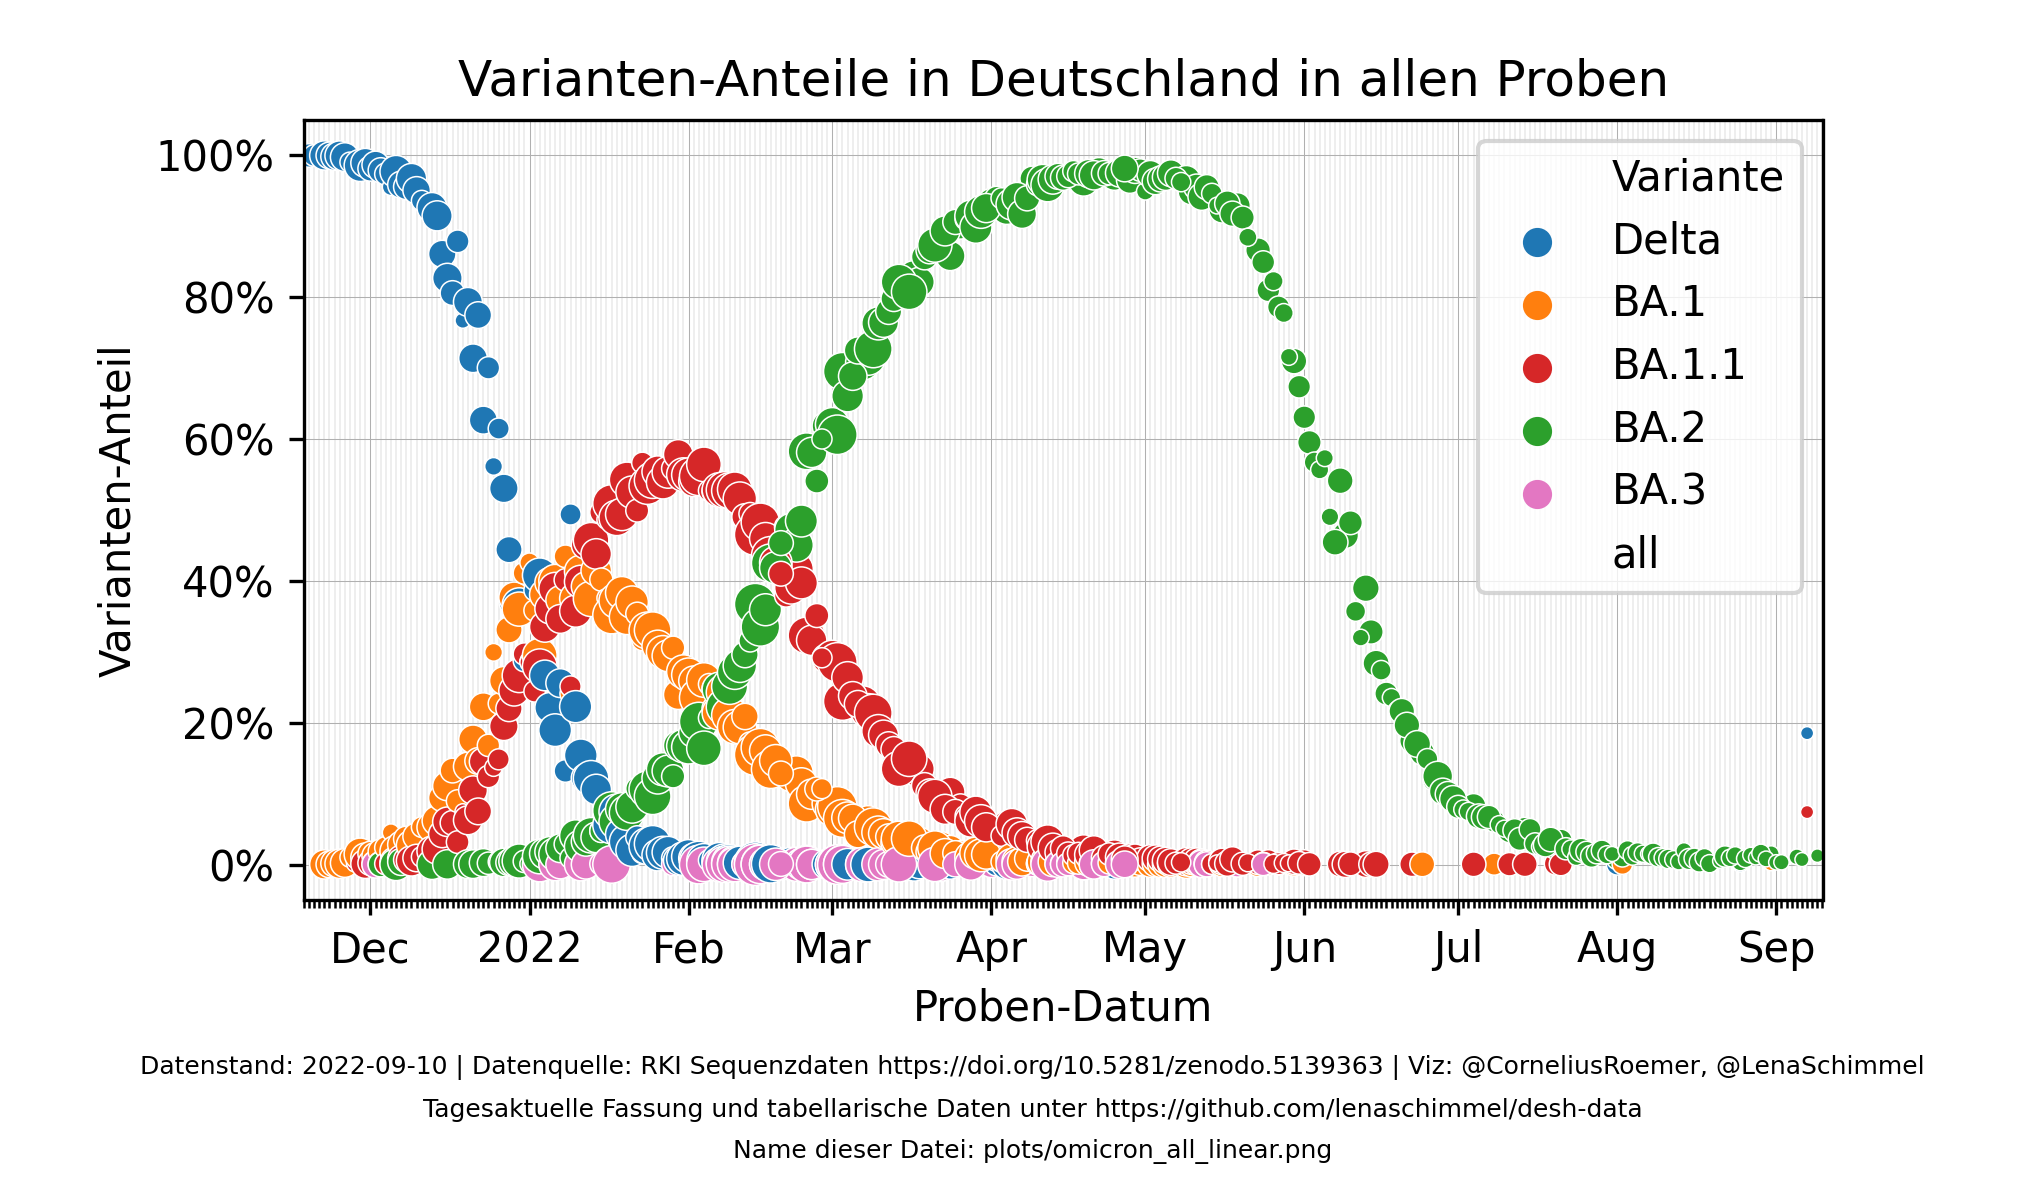 Varianten-Anteile in Deutschland in allen Proben
Varianten-Anteil
100%
80%
60%
40%
20%
0%
Variante
Delta
BA.1
BA.1.1
BA.2
BA.3
all
Dec 2022 Feb Mar Apr May Jun Jul Aug Sep
Proben-Datum
Datenstand: 2022-09-10 | Datenquelle: RKI Sequenzdaten https://doi.org/10.5281/zenodo.5139363 | Viz: @CorneliusRoemer, @LenaSchimmel
Tagesaktuelle Fassung und tabellarische Daten unter https://github.com/lenaschimmel/desh-data
Name dieser Datei: plots/omicron_all_linear.png